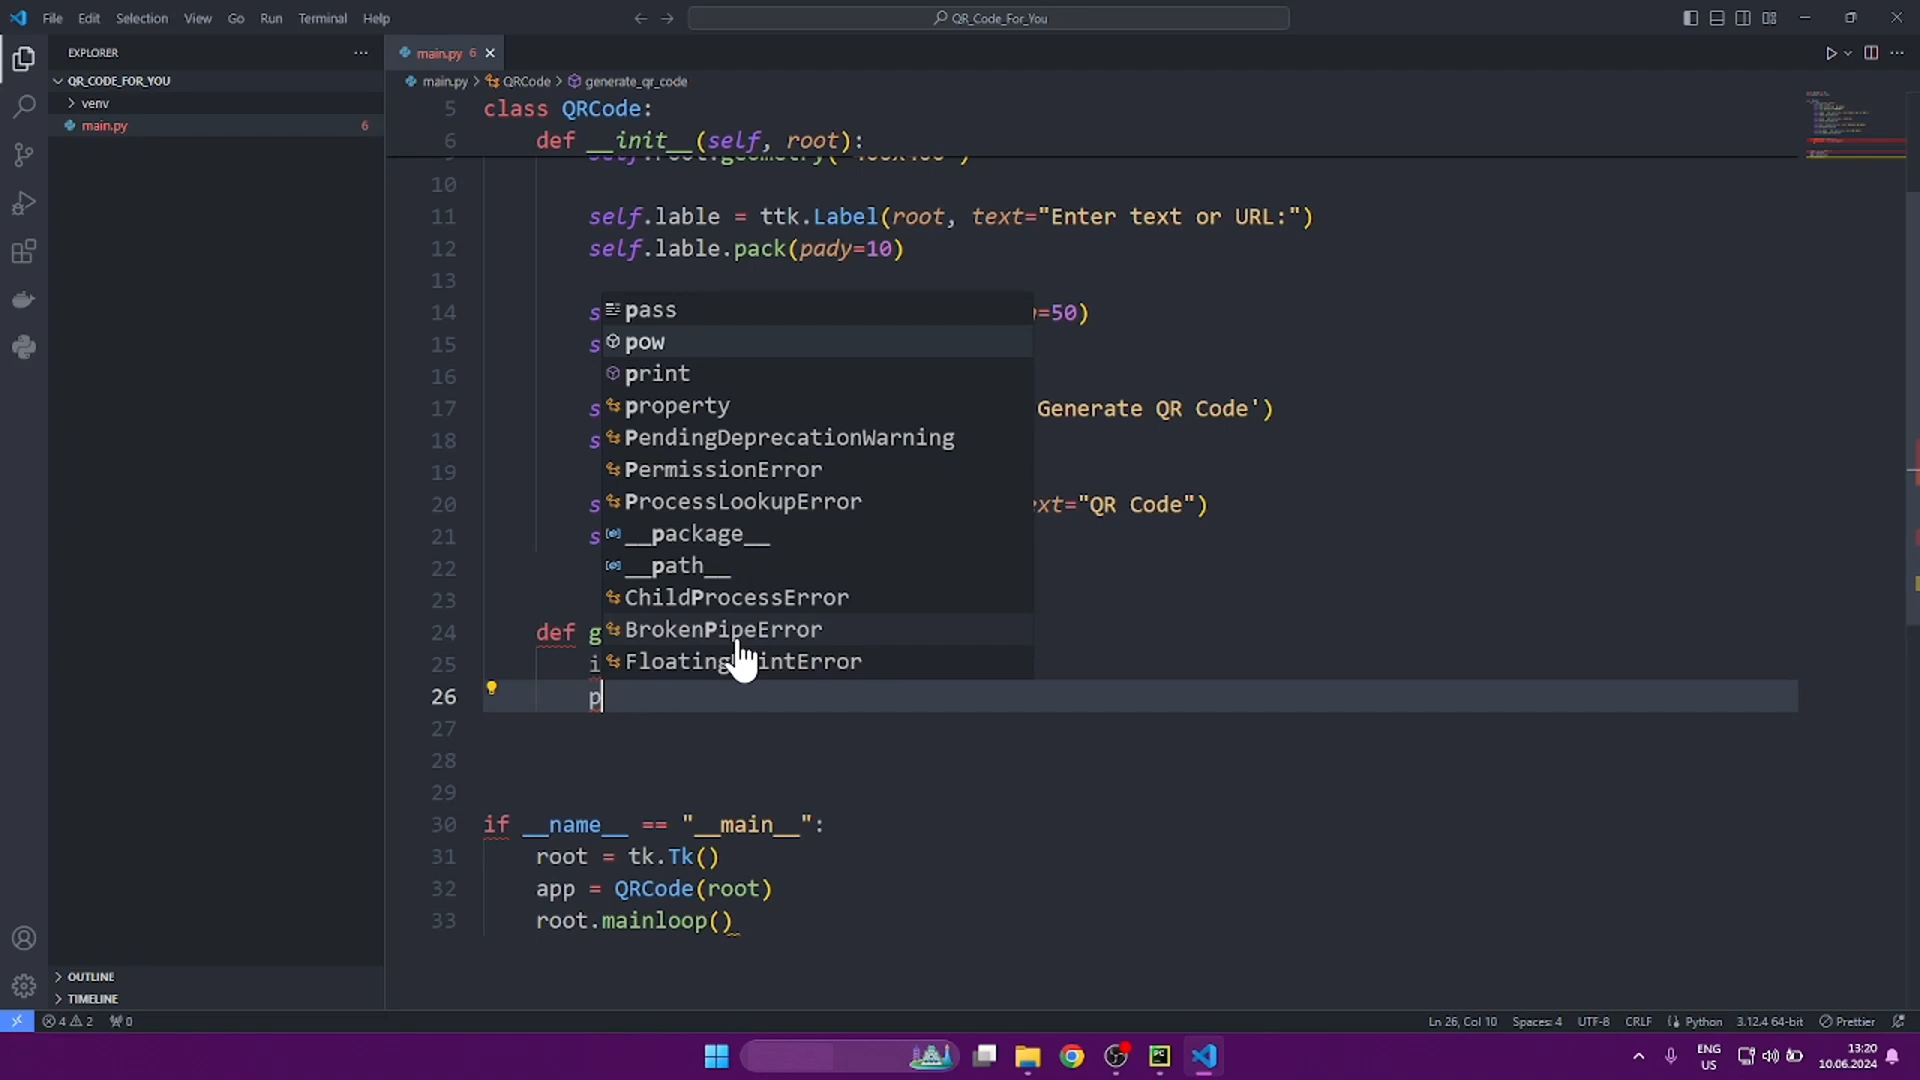 File Edit Selection View Go Run Terminal Help
QR_Code_For_You
EXPLORER
QR_CODE_FOR_YOU
venv
main.py 6
OUTLINE
TIMELINE
main.py 6
main.py > QRCode > generate_qr_code
5 class QRCode:
6 def __init__(self, root):
10
11 self.lable = ttk.Label(root, text="Enter text or URL:")
12 self.lable.pack(pady=10)
13
14 s =50)
15 s
16
17 s Generate QR Code')
18 s
19
20 s ext="QR Code")
21 s
22
23
24 def g
25 i
26 p
27
28
29
30 if __name__ == "__main__":
31 root = tk.Tk()
32 app = QRCode(root)
33 root.mainloop()
pass
pow
print
property
PendingDeprecationWarning
PermissionError
ProcessLookupError
__package__
__path__
ChildProcessError
BrokenPipeError
4 2 0
Ln 26, Col 10 Spaces: 4 UTF-8 CRLF Python 3.12.4 64-bit Prettier
ENG
US
13:20
10.06.2024